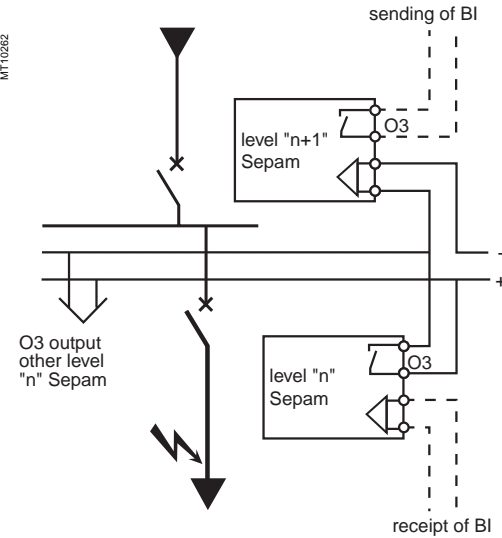 sending of BI
MT10262
level "n+1"
Sepam
O3
-
+
O3 output
other level
"n" Sepam
level "n"
Sepam
O3
receipt of BI